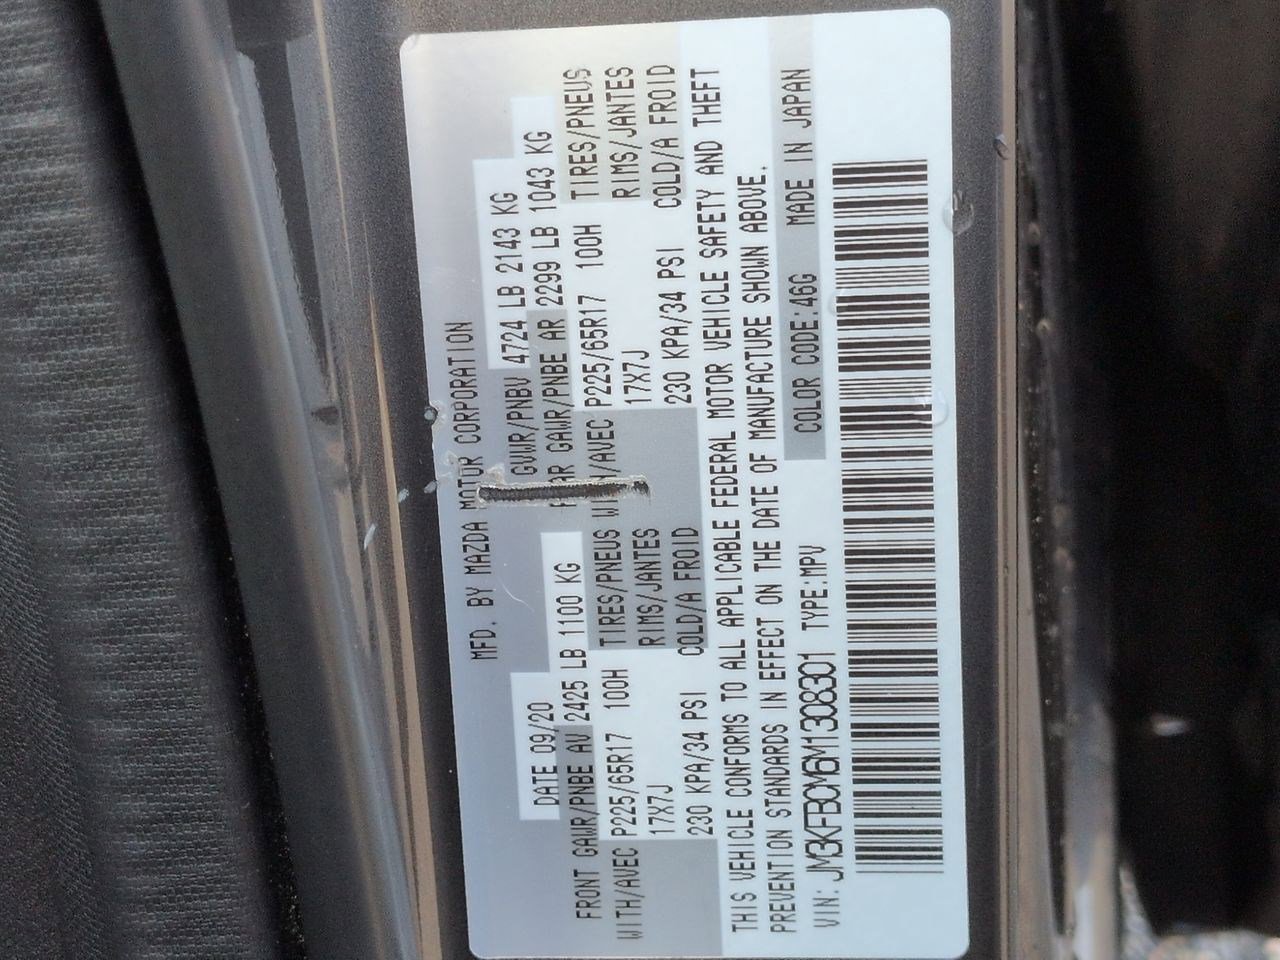 MFD. BY MAZDA MOTOR CORPORATION
DATE 09/20 GVWR/PNBV 4724 LB 2143 KG
FRONT GAWR/PNBE AV 2425 LB 1100 KG REAR GAWR/PNBE AR 2299 LB 1043 KG
WITH/AVEC P225/65R17 100H TIRES/PNEUS WITH/AVEC P225/65R17 100H TIRES/PNEUS
17X7J RIMS/JANTES 17X7J RIMS/JANTES
230 KPA/34 PSI COLD/A FROID 230 KPA/34 PSI COLD/A FROID
THIS VEHICLE CONFORMS TO ALL APPLICABLE FEDERAL MOTOR VEHICLE SAFETY AND THEFT
PREVENTION STANDARDS IN EFFECT ON THE DATE OF MANUFACTURE SHOWN ABOVE.
VIN: JM3KFBCM6M1308301 TYPE:MPV COLOR CODE:46G MADE IN JAPAN